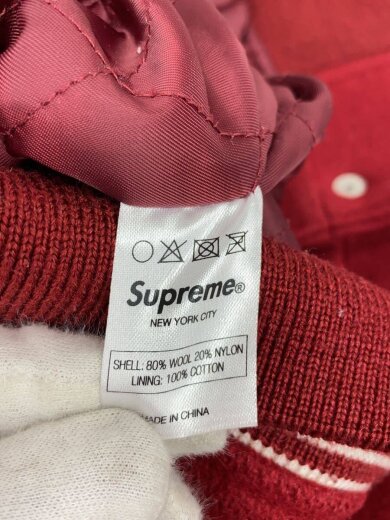 Supreme®
NEW YORK CITY
SHELL: 80% WOOL 20% NYLON
LINING: 100% COTTON
MADE IN CHINA